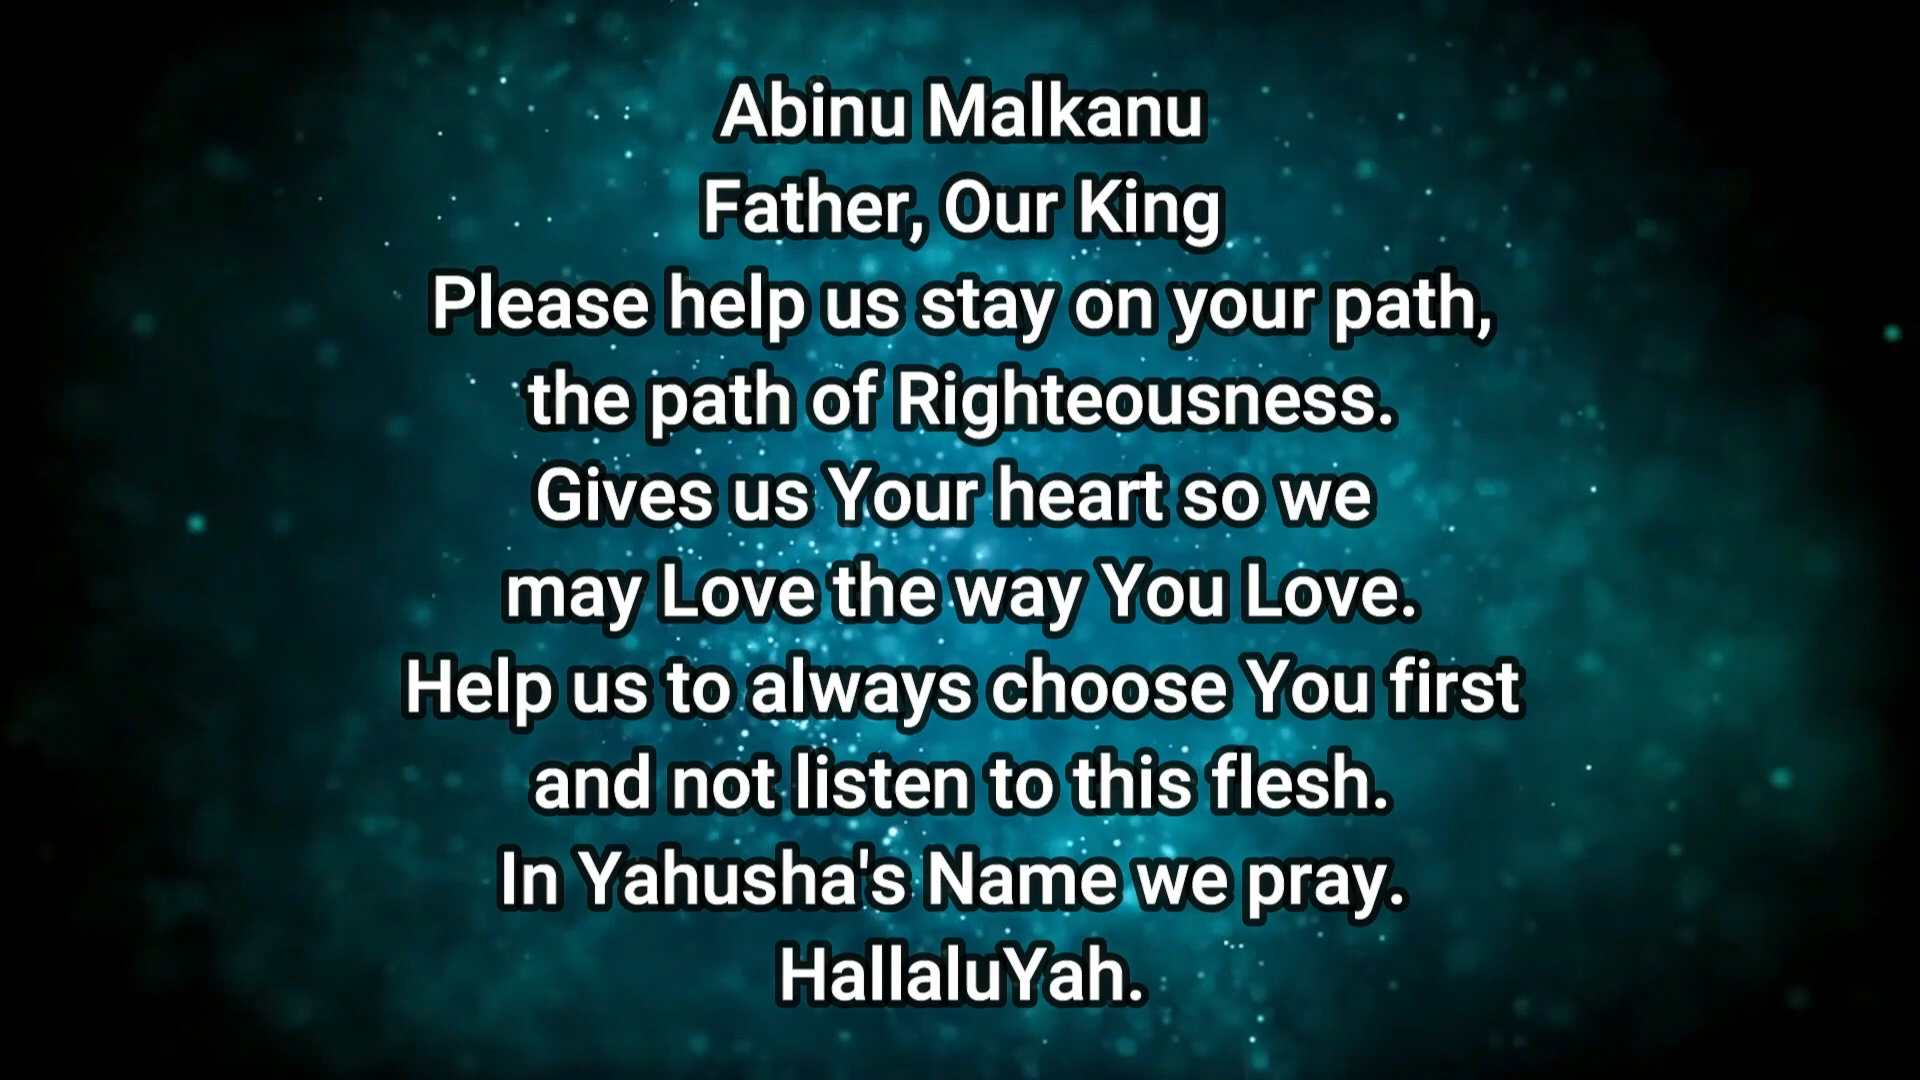 Abinu Malkanu
Father, Our King
Please help us stay on your path,
the path of Righteousness.
Gives us Your heart so we
may Love the way You Love.
Help us to always choose You first
and not listen to this flesh.
In Yahusha's Name we pray.
HallaluYah.